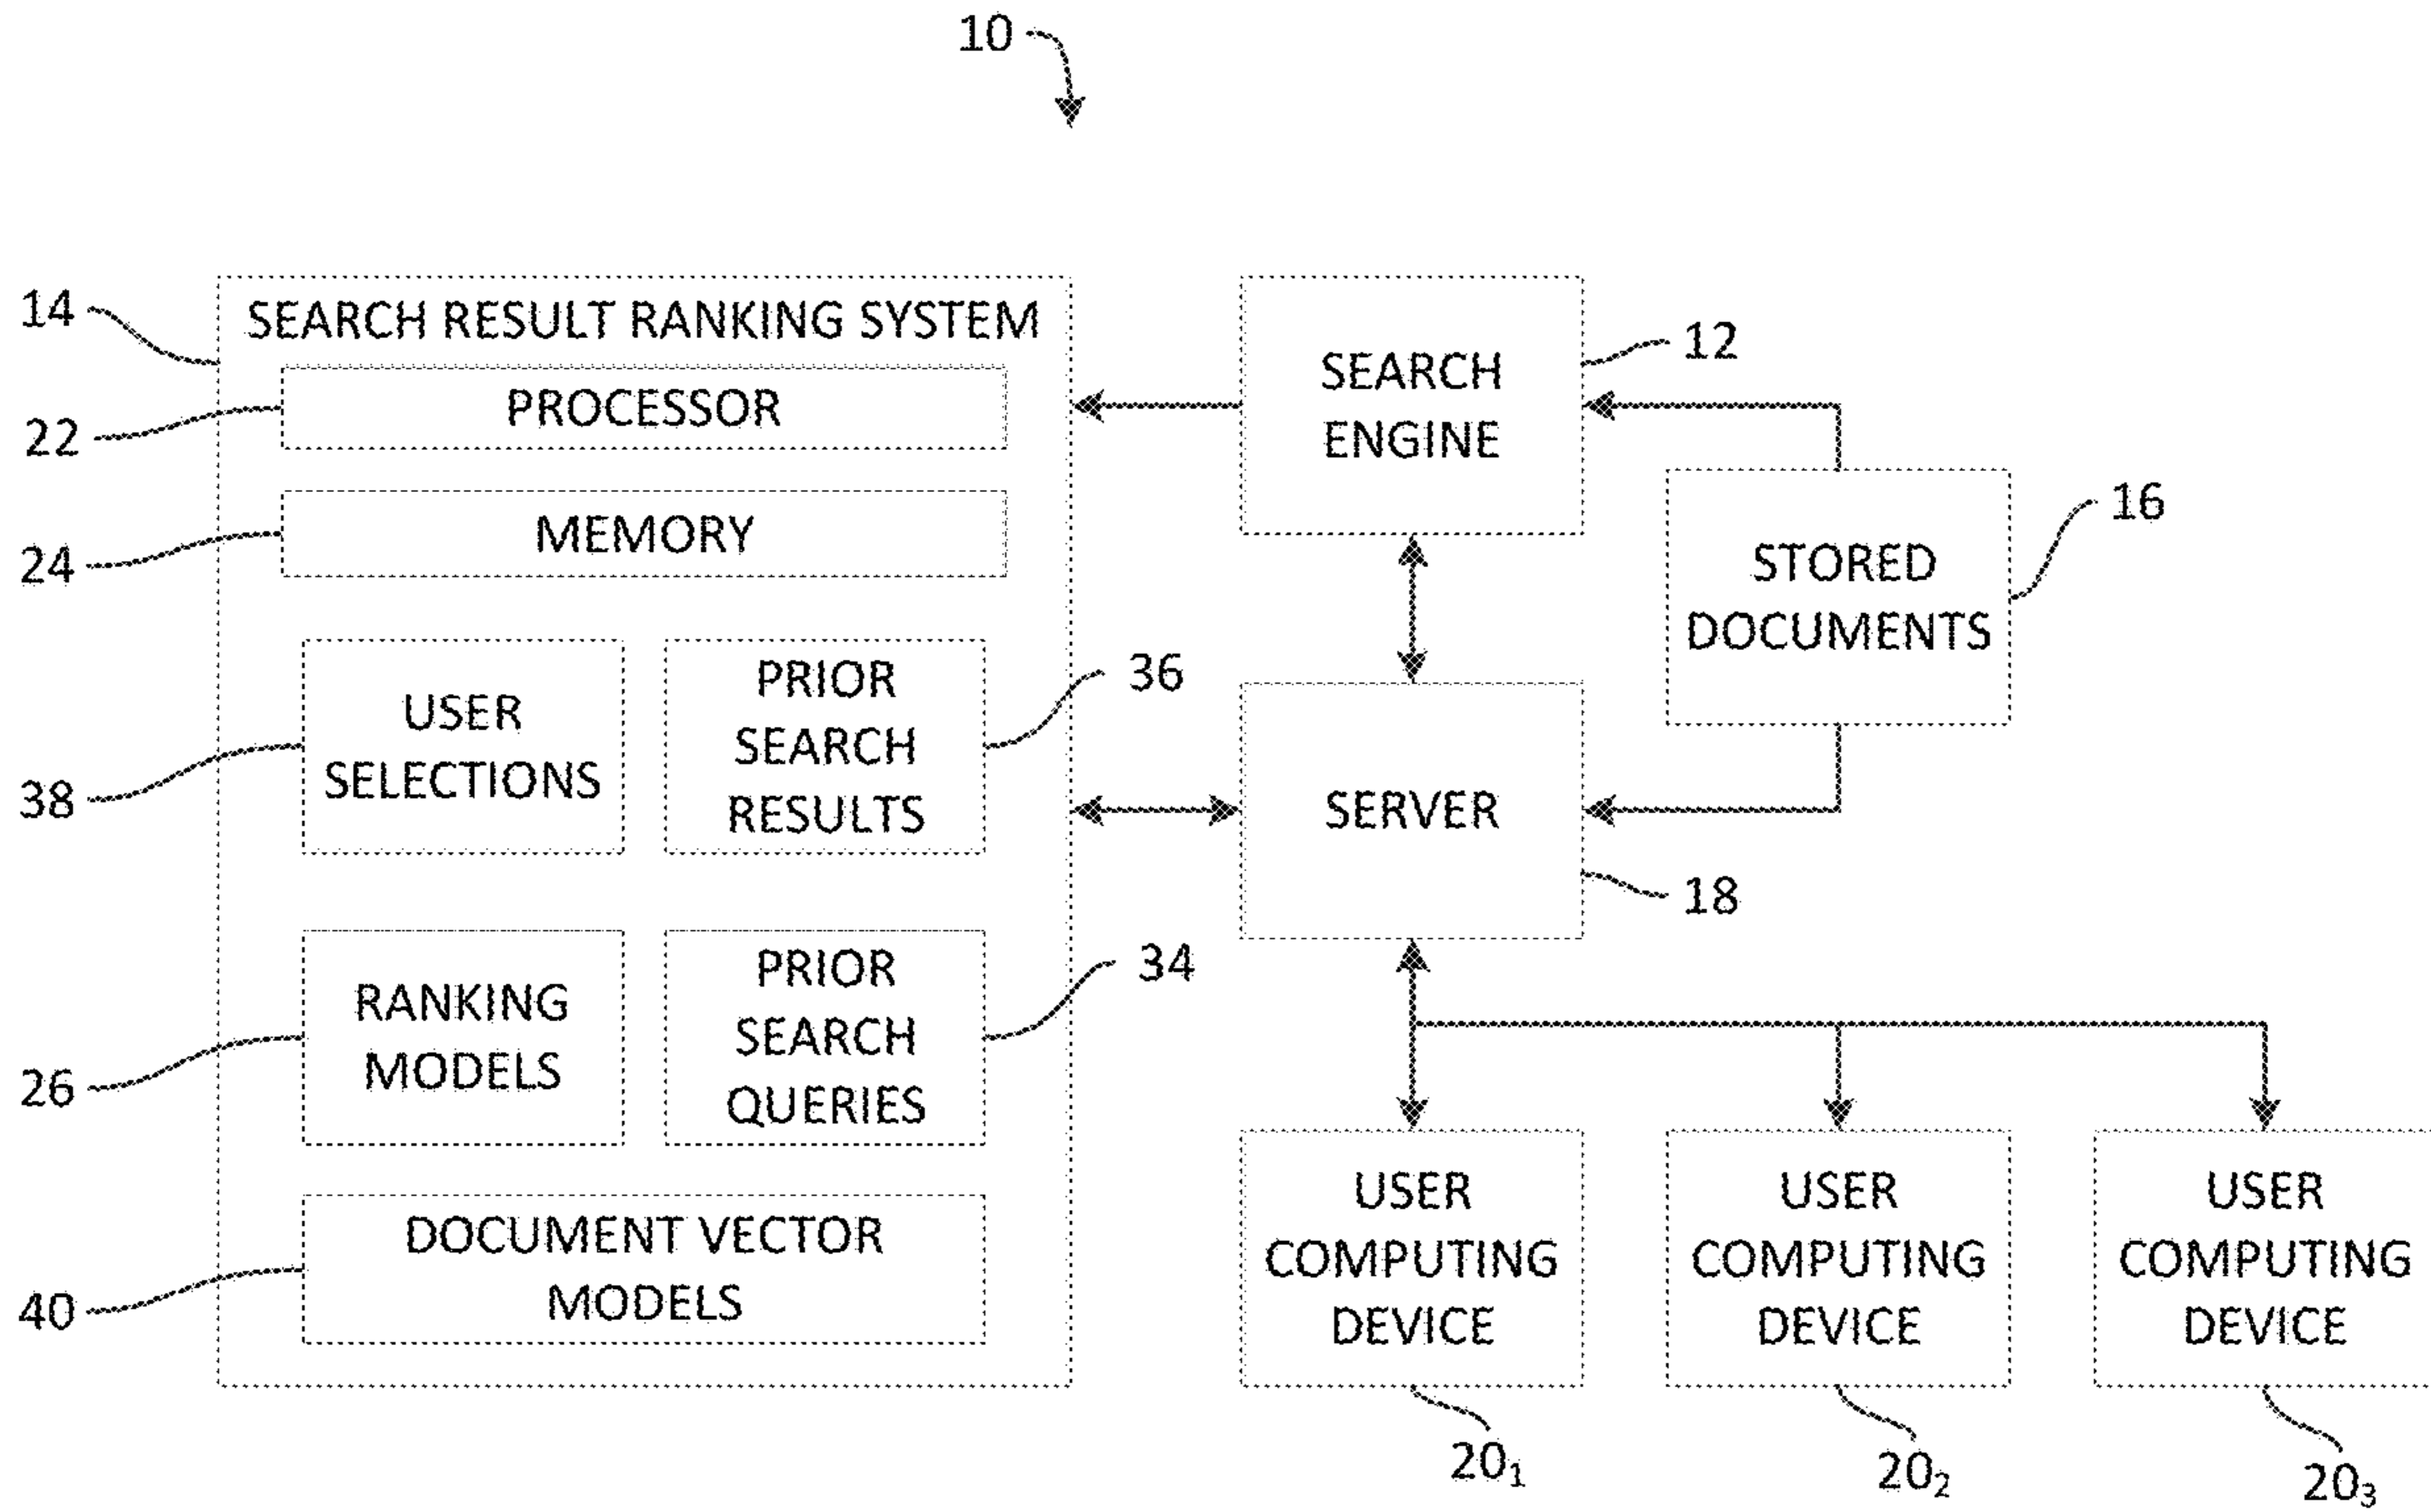 10
14
SEARCH RESULT RANKING SYSTEM
PROCESSOR
22
MEMORY
24
USER
SELECTIONS
38
PRIOR
SEARCH
RESULTS
36
RANKING
MODELS
26
PRIOR
SEARCH
QUERIES
34
DOCUMENT VECTOR
MODELS
40
SEARCH
ENGINE
12
STORED
DOCUMENTS
16
SERVER
18
USER
COMPUTING
DEVICE
20₁
USER
COMPUTING
DEVICE
20₂
USER
COMPUTING
DEVICE
20₃